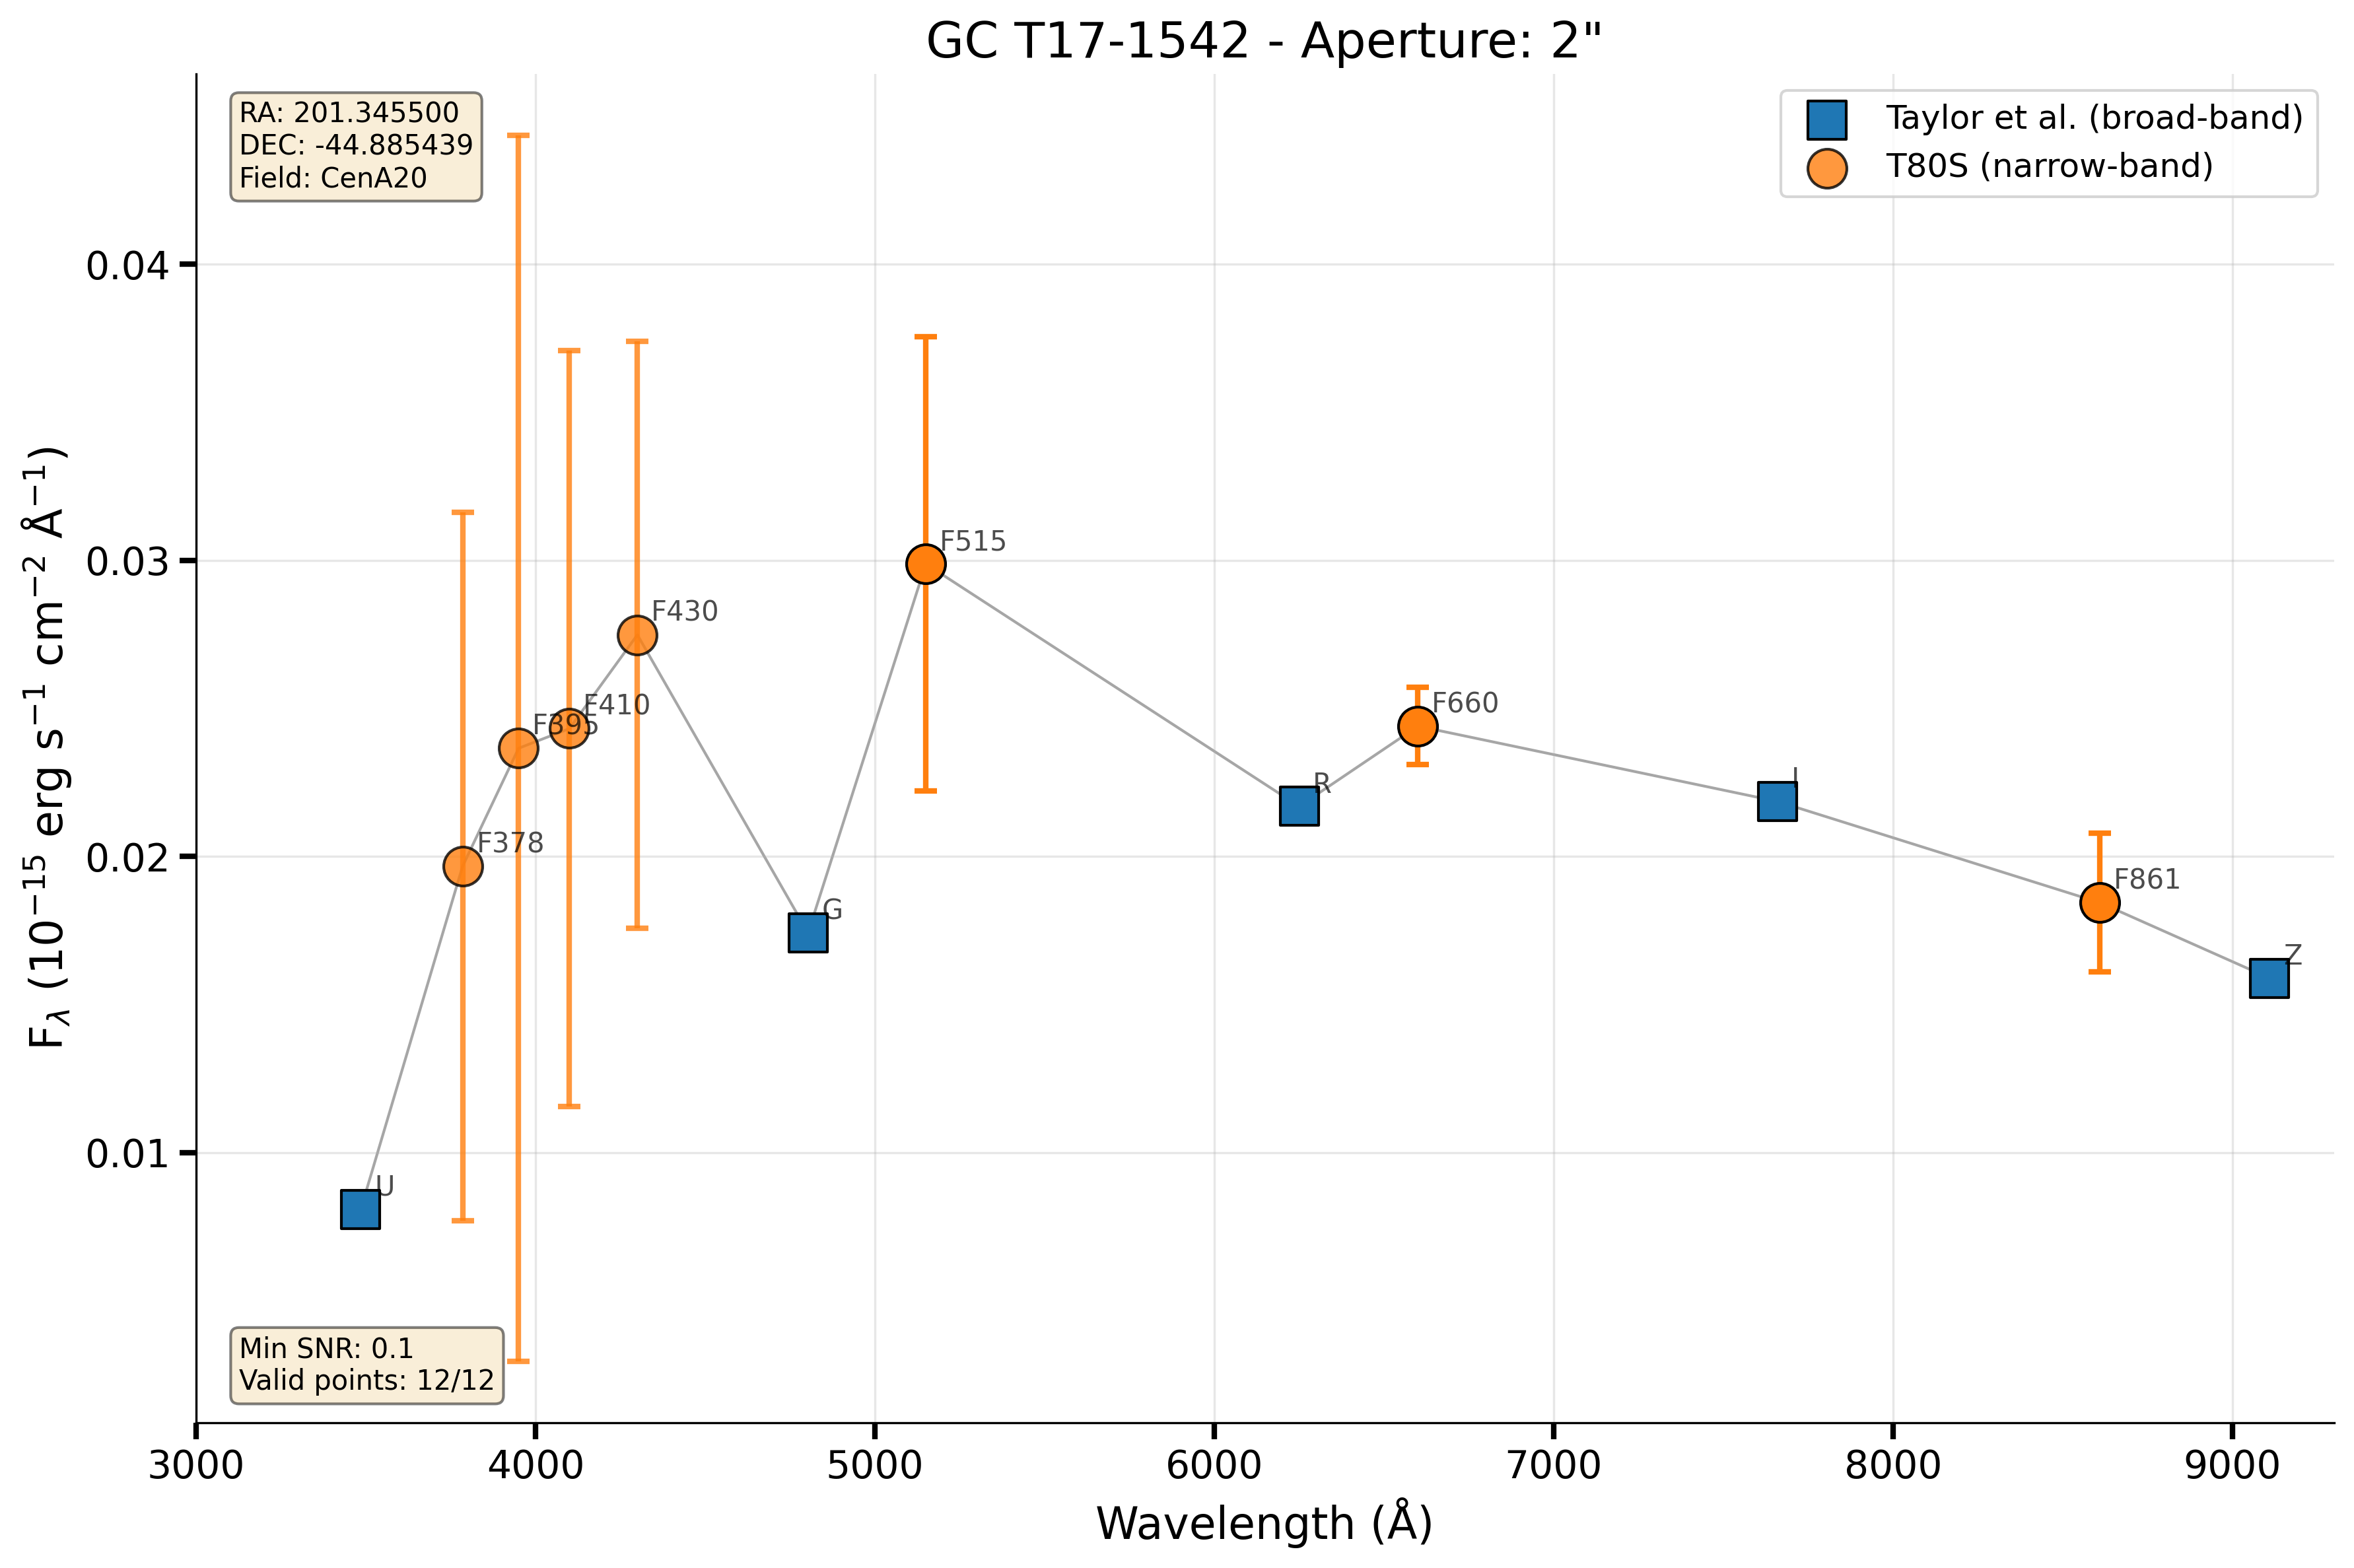 GC T17-1542 - Aperture: 2"
RA: 201.345500
DEC: -44.885439
Field: CenA20
Taylor et al. (broad-band)
T80S (narrow-band)
0.04
0.03
0.02
0.01
F515
F430
F410
F395
F660
R
I
F378
F861
G
Z
U
Min SNR: 0.1
Valid points: 12/12
3000 4000 5000 6000 7000 8000 9000
Wavelength (Å)
Fλ (10⁻¹⁵ erg s⁻¹ cm⁻² Å⁻¹)